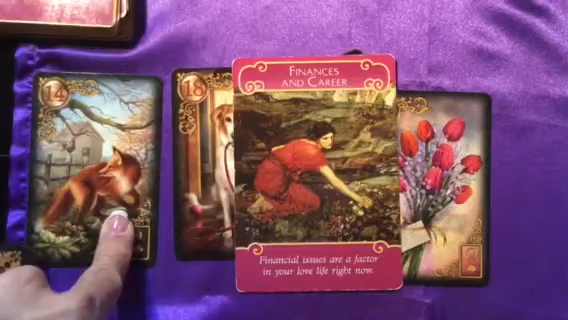 14
18
Finances
and Career
Financial issues are a factor
in your love life right now.